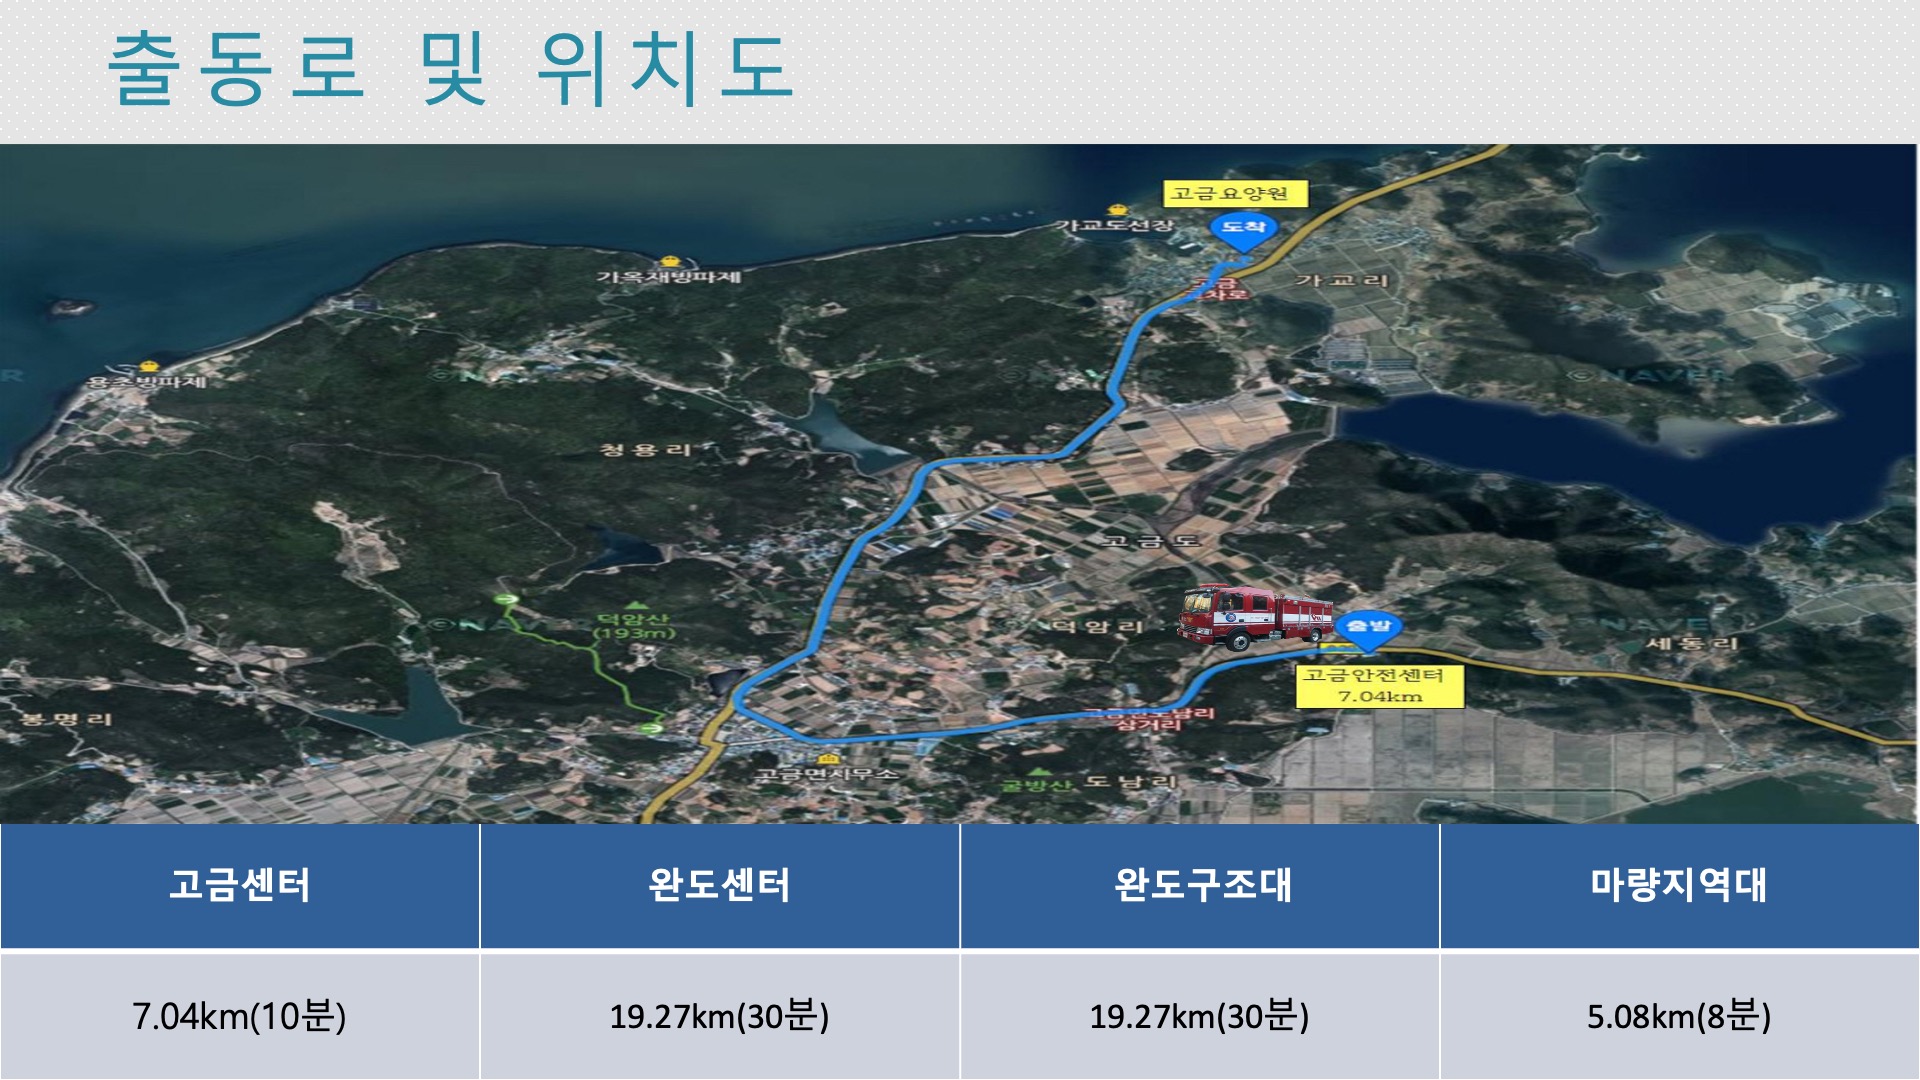 출동로 및 위치도
고금요양원
도착
가교도선장
가옥재방파제
가교리
용초방파제
©NAVER
청용리
고금도
덕암산
(193m)
덕암리
출발
세동리
고금안전센터
7.04km
봉명리
삼거리
고금면사무소
굴방산
도남리
고금센터 완도센터 완도구조대 마량지역대
7.04km(10분) 19.27km(30분) 19.27km(30분) 5.08km(8분)